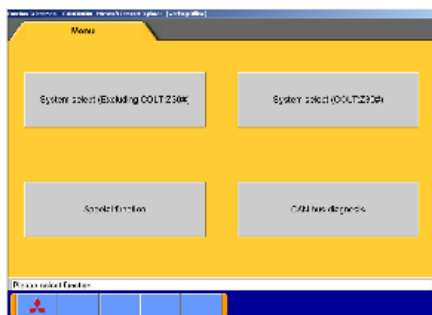 Menu
System select (Excluding COLT:Z30#)
System select (COLT:Z30#)
Special function
CAN bus diagnosis
Please select function